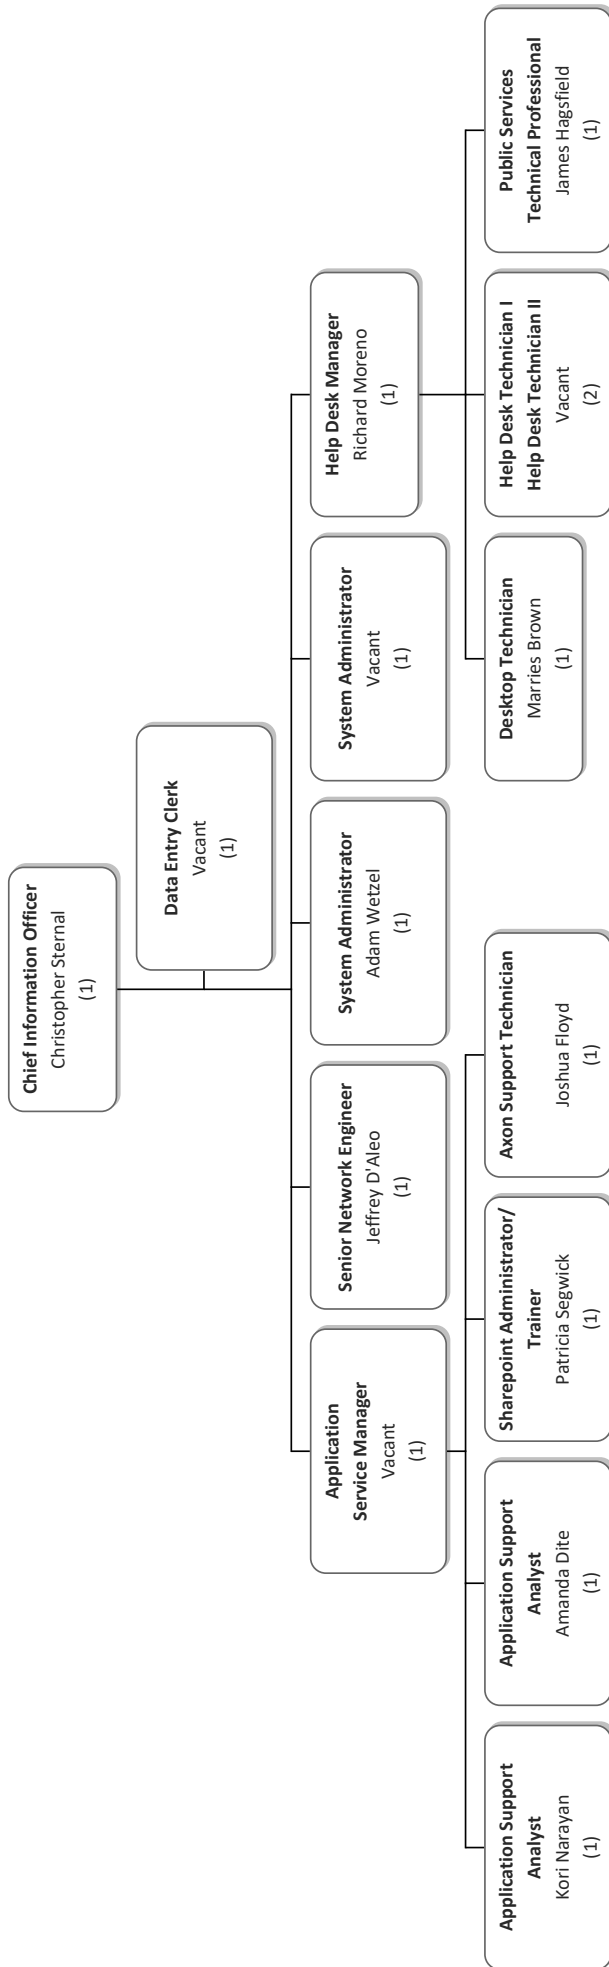 Chief Information Officer
Christopher Sternal
(1)
Data Entry Clerk
Vacant
(1)
Application
Service Manager
Vacant
(1)
Senior Network Engineer
Jeffrey D'Aleo
(1)
System Administrator
Adam Wetzel
(1)
System Administrator
Vacant
(1)
Help Desk Manager
Richard Moreno
(1)
Application Support
Analyst
Kori Narayan
(1)
Application Support
Analyst
Amanda Dite
(1)
Sharepoint Administrator/
Trainer
Patricia Segwick
(1)
Axon Support Technician
Joshua Floyd
(1)
Desktop Technician
Marries Brown
(1)
Help Desk Technician I
Help Desk Technician II
Vacant
(2)
Public Services
Technical Professional
James Hagsfield
(1)